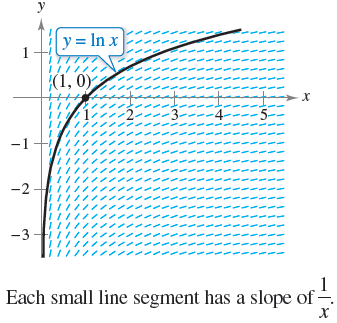 y
y = ln x
1
(1, 0)
x
1 2 3 4 5
−1
−2
−3
Each small line segment has a slope of 1/x.